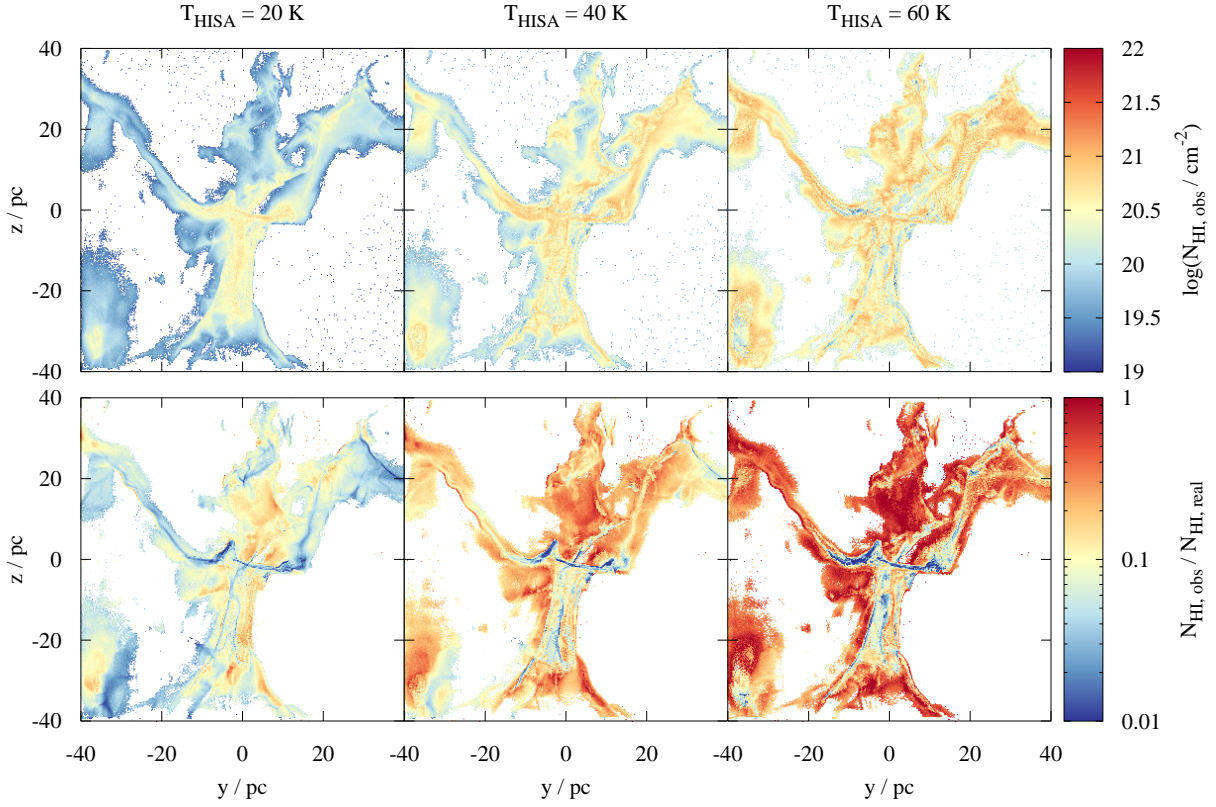 T_HISA = 20 K T_HISA = 40 K T_HISA = 60 K
40
20
0
-20
-40
z / pc
22
21.5
21
20.5
20
19.5
19
log(N_HI, obs / cm^-2)
40
20
0
-20
-40
z / pc
1
0.1
0.01
N_HI, obs / N_HI, real
-40 -20 0 20 -40 -20 0 20 -40 -20 0 20 40
y / pc y / pc y / pc